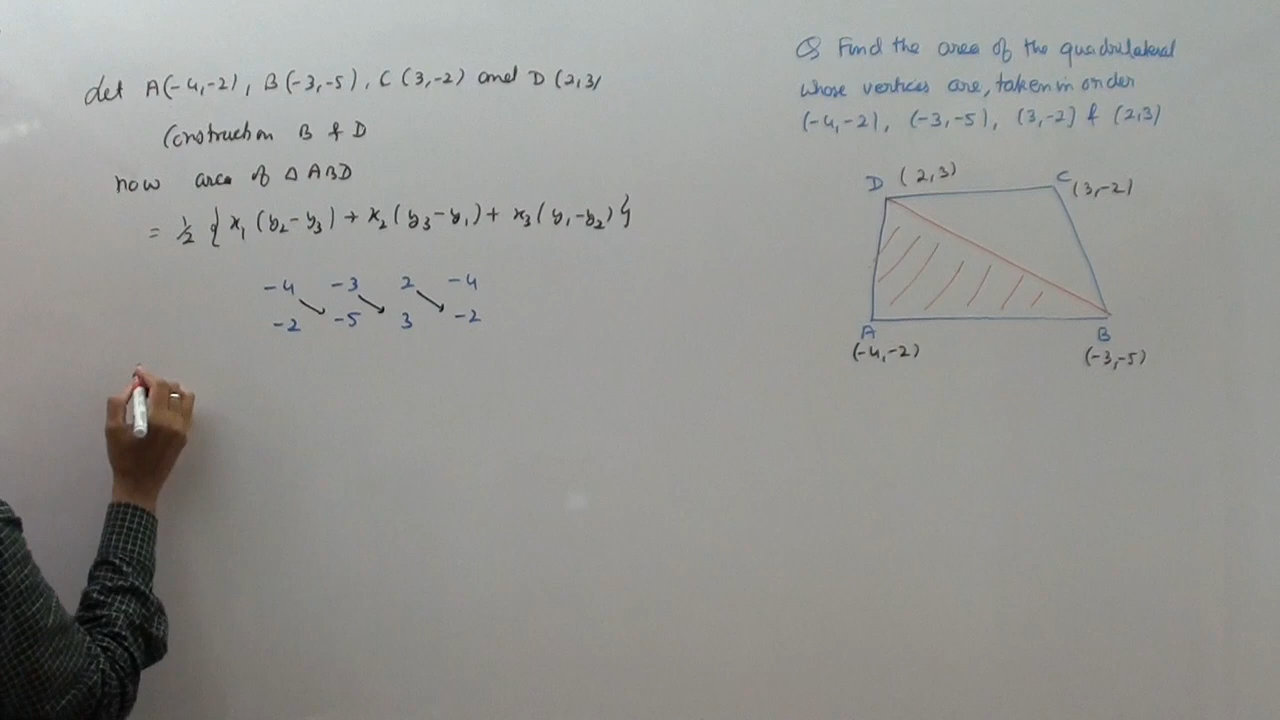 Let A(-4,-2), B(-3,-5), C(3,-2) and D(2,3)
Construction B & D
now area of Δ ABD
= 1/2 { x₁ (y₂-y₃) + x₂ (y₃-y₁) + x₃ (y₁-y₂) }
-4 -3 2 -4
-2 -5 3 -2
Q Find the area of the quadrilateral
whose vertices are, taken in order
(-4,-2), (-3,-5), (3,-2) & (2,3)
D (2,3)
C (3,-2)
A
(-4,-2)
B
(-3,-5)